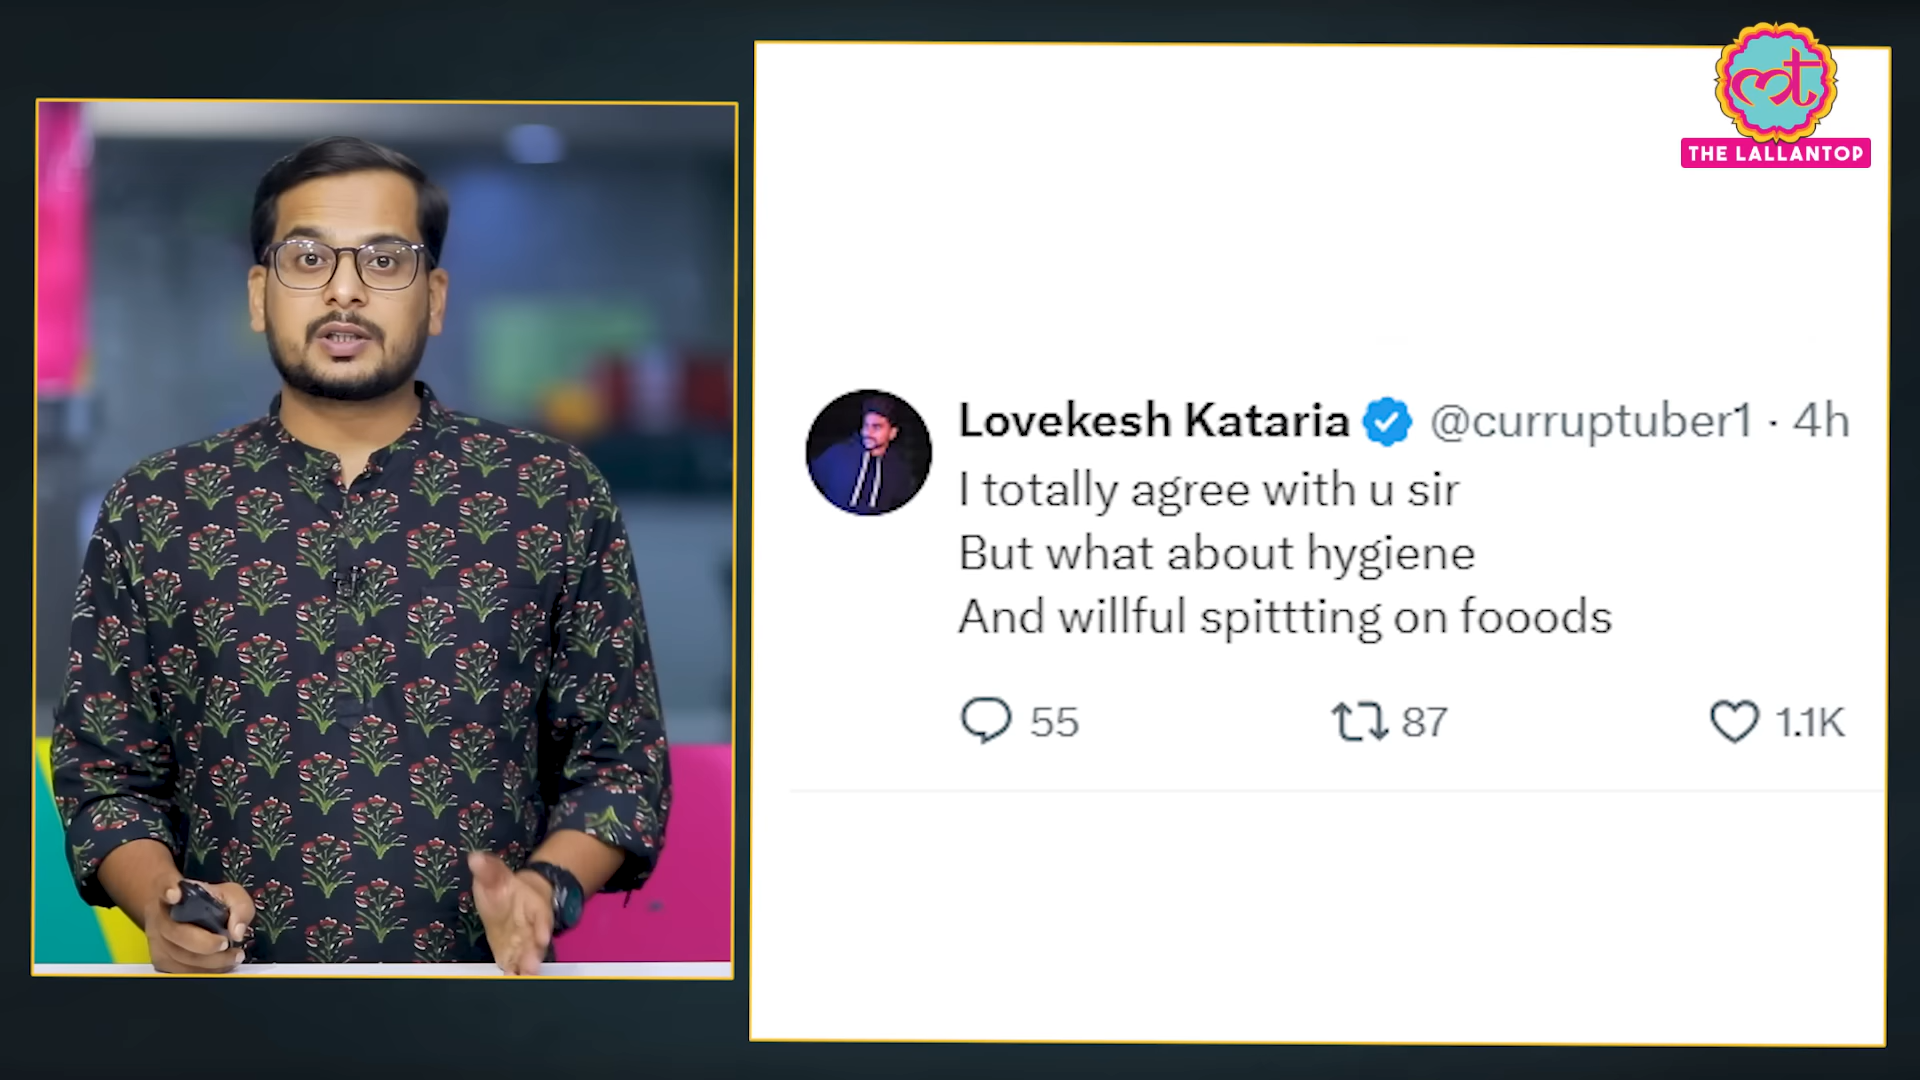 मत
THE LALLANTOP
Lovekesh Kataria @curruptuber1 · 4h
I totally agree with u sir
But what about hygiene
And willful spittting on fooods
55 87 1.1K